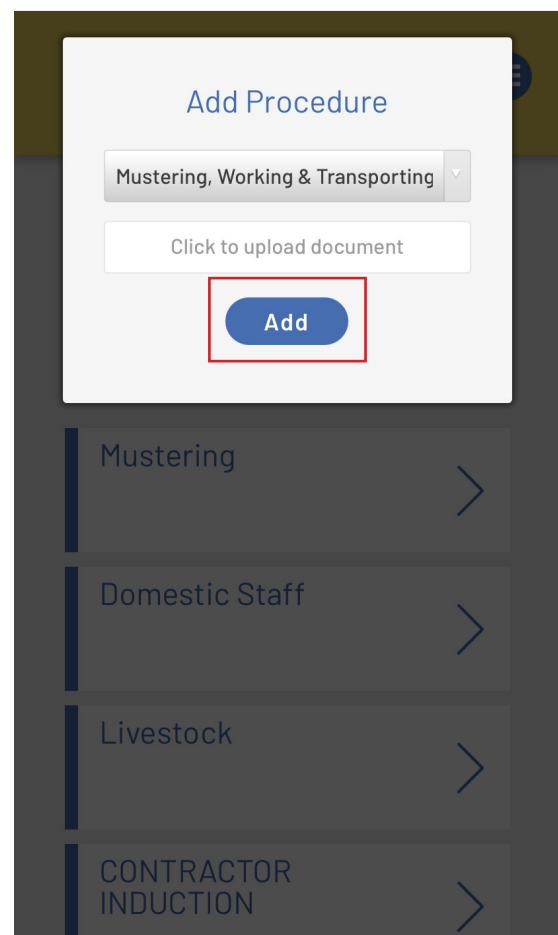 Add Procedure
Mustering, Working & Transporting
Click to upload document
Add
Mustering
Domestic Staff
Livestock
CONTRACTOR
INDUCTION